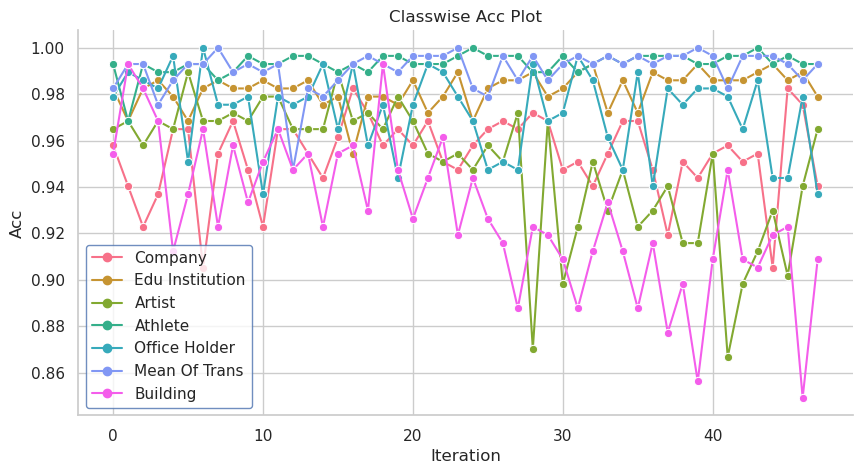 Classwise Acc Plot
Acc
1.00
0.98
0.96
0.94
0.92
0.90
0.88
0.86
Company
Edu Institution
Artist
Athlete
Office Holder
Mean Of Trans
Building
0 10 20 30 40
Iteration